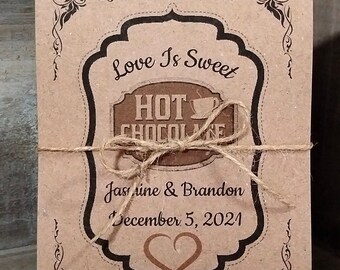 Love Is Sweet
HOT
CHOCOLATE
Jasmine & Brandon
December 5, 2021